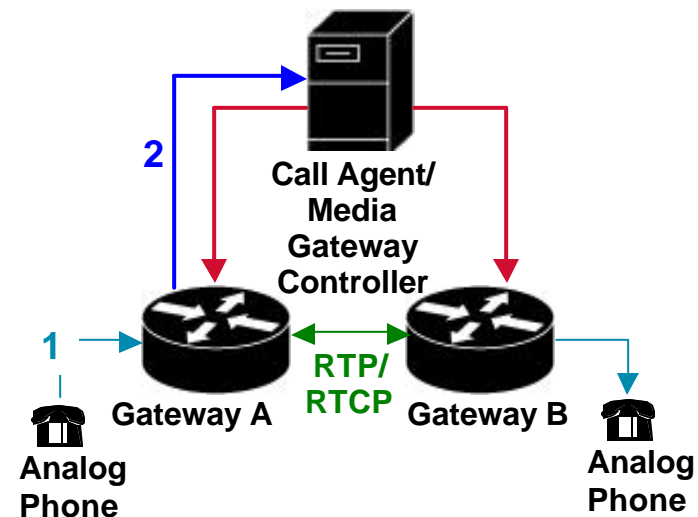 2
Call Agent/
Media
Gateway
Controller
1
RTP/
RTCP
Gateway A
Gateway B
Analog
Phone
Analog
Phone